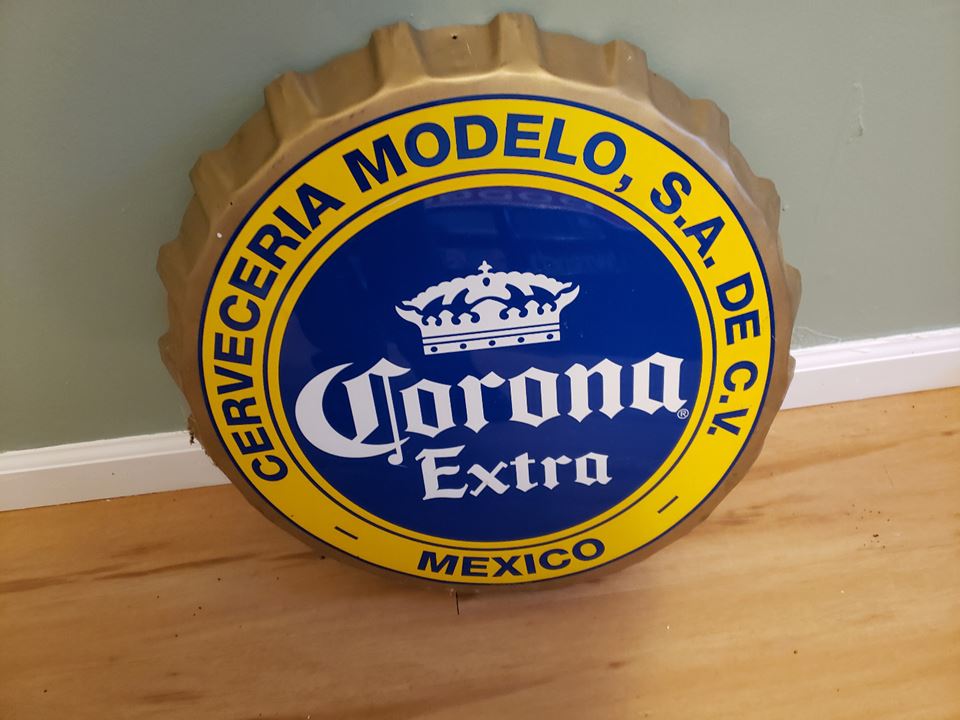 CERVECERIA MODELO, S.A. DE C.V.
Corona®
Extra
— MEXICO —